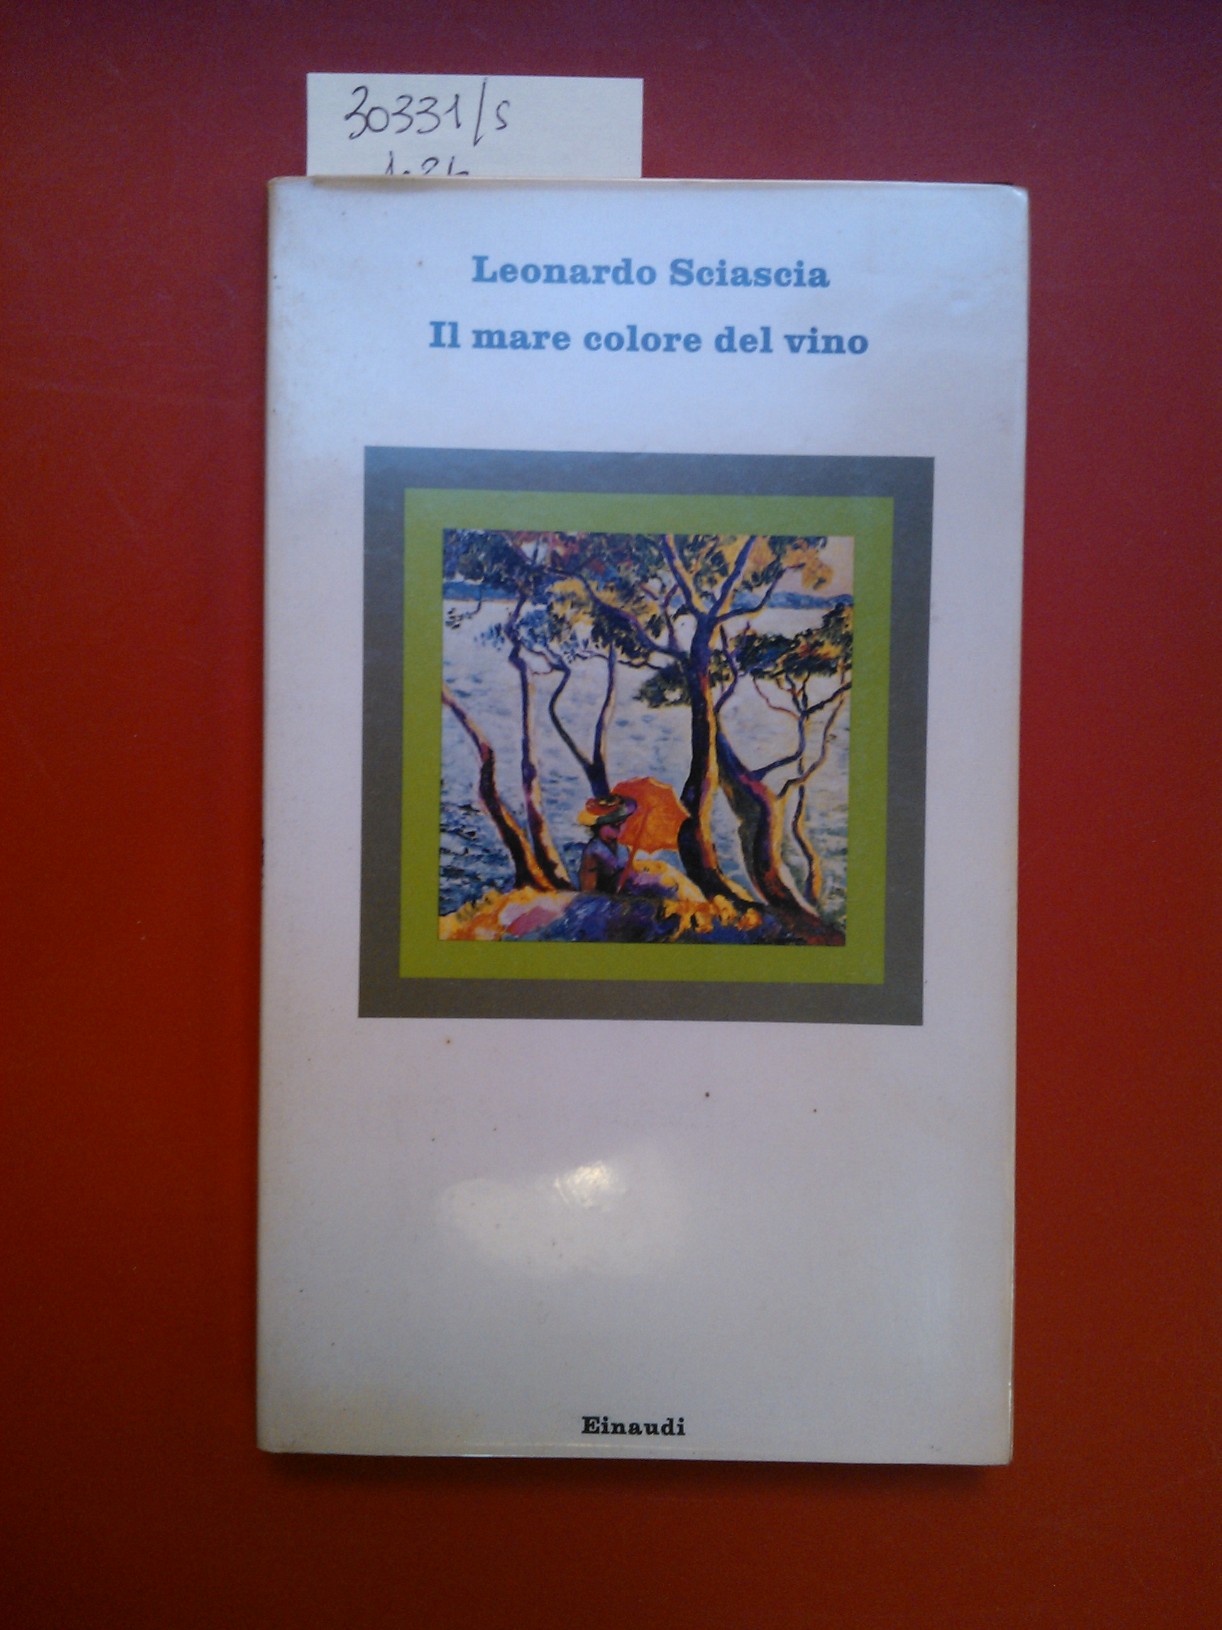 30331/s
Leonardo Sciascia
Il mare colore del vino
Einaudi